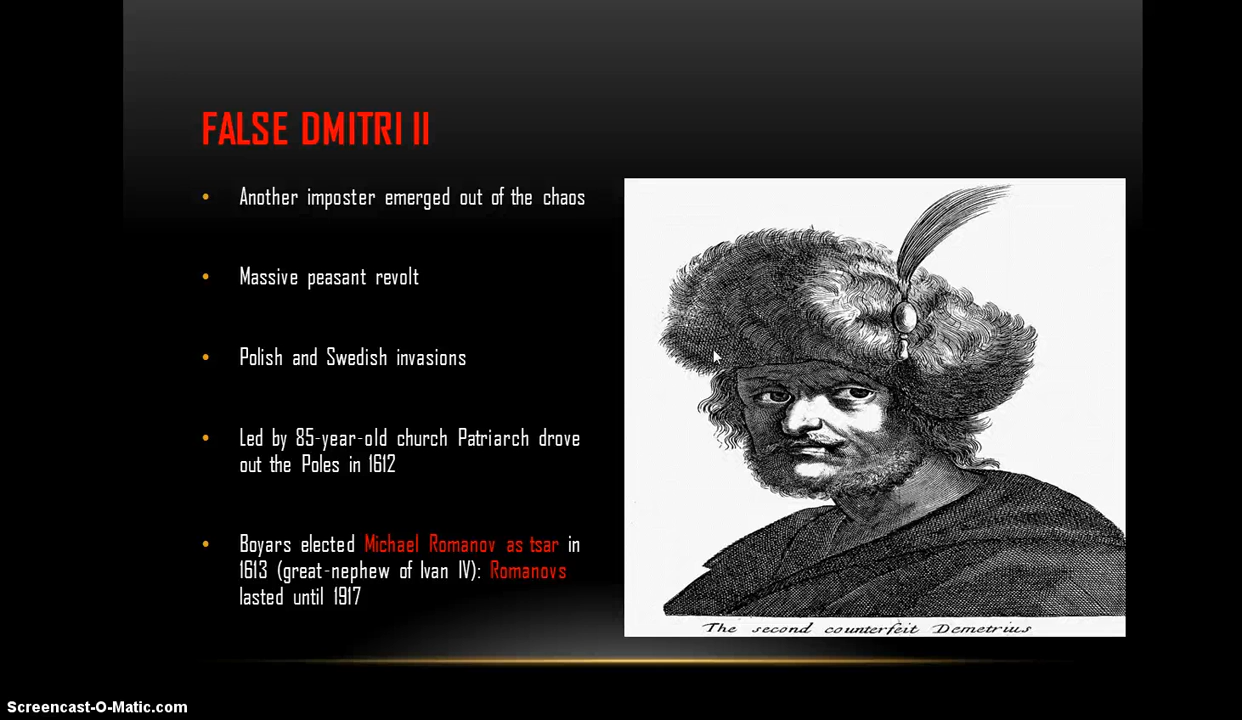 FALSE DMITRI II
• Another imposter emerged out of the chaos
• Massive peasant revolt
• Polish and Swedish invasions
• Led by 85-year-old church Patriarch drove
out the Poles in 1612
• Boyars elected Michael Romanov as tsar in
1613 (great-nephew of Ivan IV): Romanovs
lasted until 1917
The second counterfeit Demetrius
Screencast-O-Matic.com